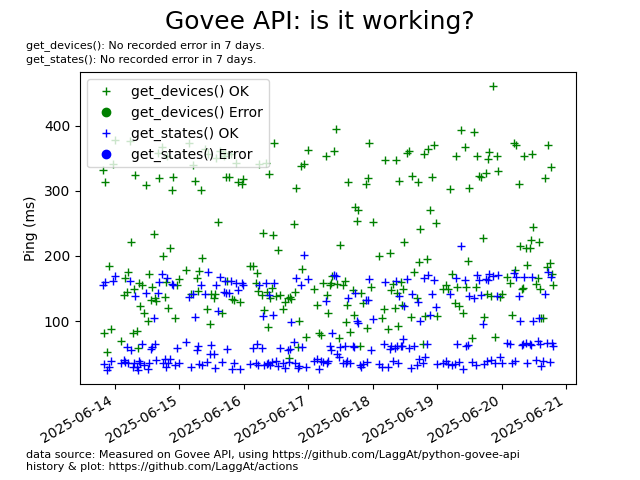 Govee API: is it working?
get_devices(): No recorded error in 7 days.
get_states(): No recorded error in 7 days.
get_devices() OK
get_devices() Error
get_states() OK
get_states() Error
Ping (ms)
400
300
200
100
2025-06-14
2025-06-15
2025-06-16
2025-06-17
2025-06-18
2025-06-19
2025-06-20
2025-06-21
data source: Measured on Govee API, using https://github.com/LaggAt/python-govee-api
history & plot: https://github.com/LaggAt/actions